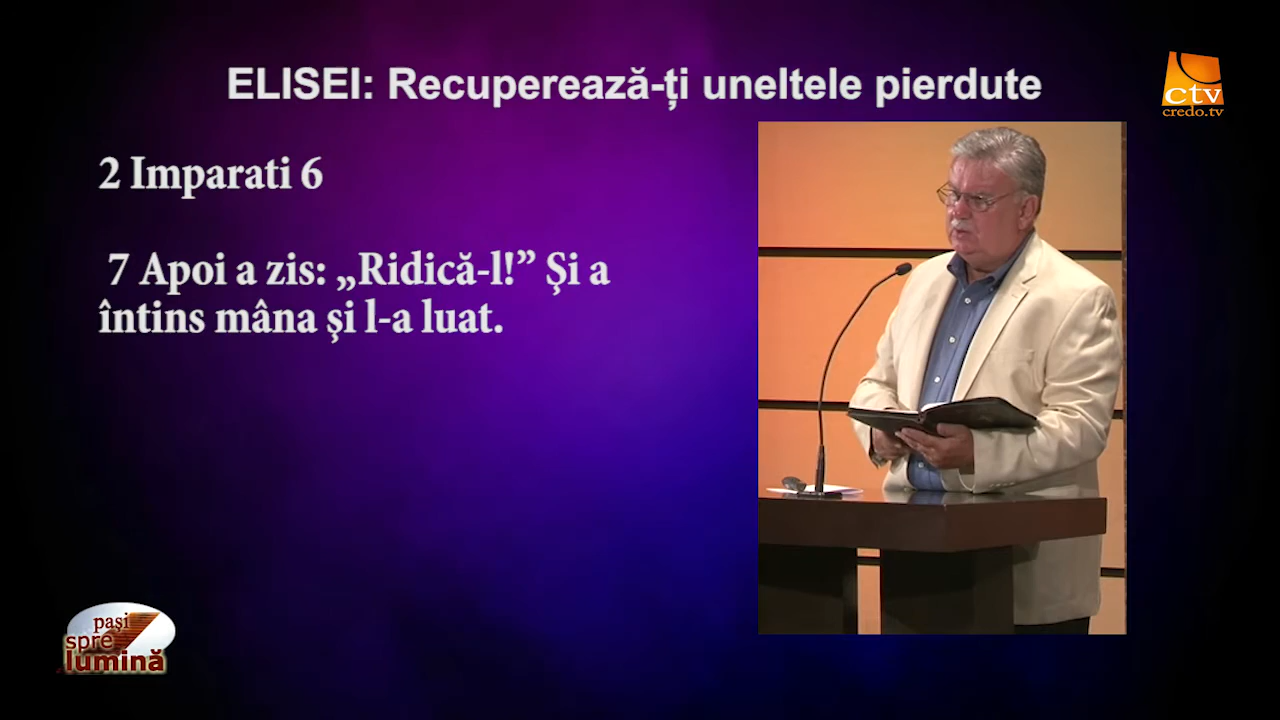 ELISEI: Recuperează-ți uneltele pierdute
ctv
credo.tv
2 Imparati 6
7 Apoi a zis: „Ridică-l!” Şi a
întins mâna şi l-a luat.
paşi
spre
lumină